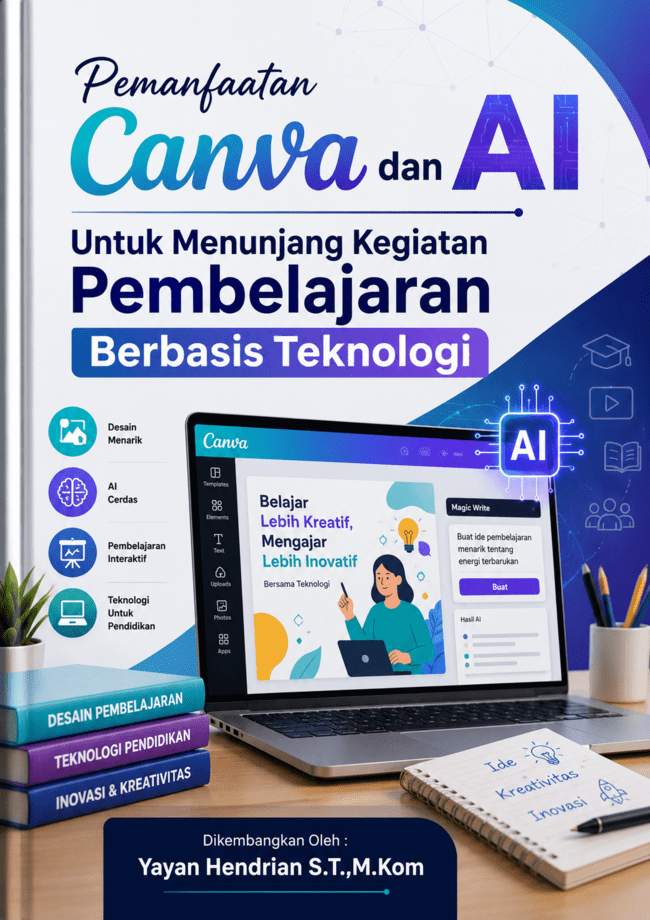 Pemanfaatan
Canva dan AI
Untuk Menunjang Kegiatan
Pembelajaran
Berbasis Teknologi
Desain
Menarik
AI
Cerdas
Pembelajaran
Interaktif
Teknologi
Untuk
Pendidikan
Canva
Templates
Elements
Text
Uploads
Photos
Apps
Belajar
Lebih Kreatif,
Mengajar
Lebih Inovatif
Bersama Teknologi
Magic Write
Buat ide pembelajaran
menarik tentang
energi terbarukan
Buat
Hasil AI
AI
DESAIN PEMBELAJARAN
TEKNOLOGI PENDIDIKAN
INOVASI & KREATIVITAS
Ide
Kreativitas
Inovasi
Dikembangkan Oleh :
Yayan Hendrian S.T.,M.Kom